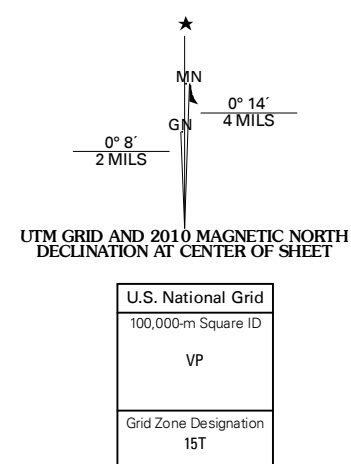 ★
MN
0° 14´
4 MILS
GN
0° 8´
2 MILS
UTM GRID AND 2010 MAGNETIC NORTH
DECLINATION AT CENTER OF SHEET
U.S. National Grid
100,000-m Square ID
VP
Grid Zone Designation
15T